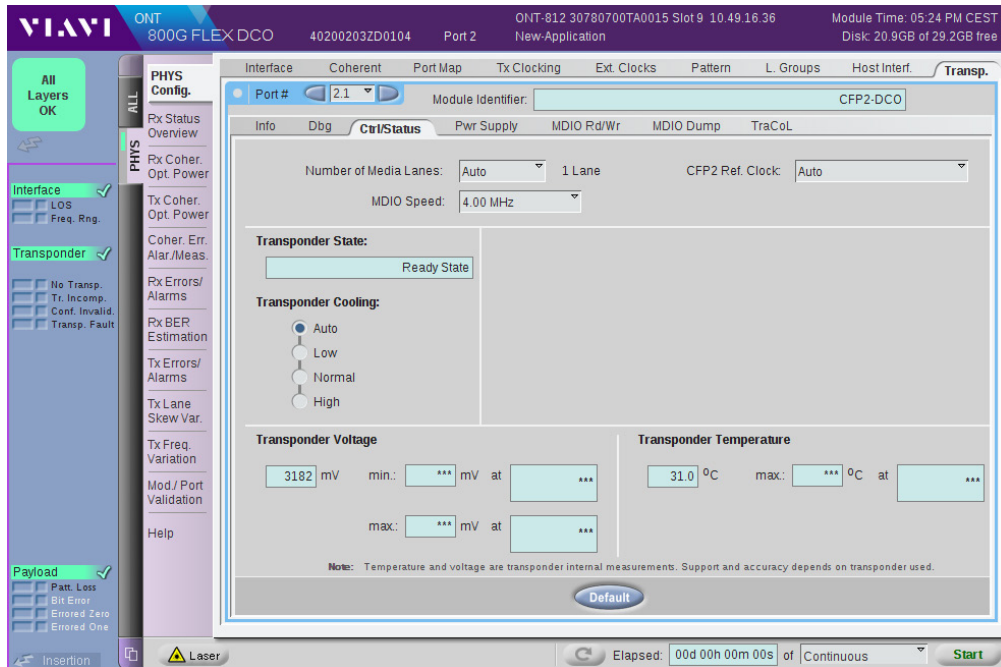 VIAVI
ONT
800G FLEX DCO 40200203ZD0104 Port 2
ONT-812 30780700TA0015 Slot 9 10.49.16.36
New-Application
Module Time: 05:24 PM CEST
Disk: 20.9GB of 29.2GB free
All
Layers
OK
Interface
LOS
Freq. Rng.
Transponder
No Transp.
Tr. Incomp.
Conf. Invalid.
Transp. Fault
Payload
Patt. Loss
Bit Error
Errored Zero
Errored One
Insertion
ALL
PHYS
PHYS
Config.
Rx Status
Overview
Rx Coher.
Opt. Power
Tx Coher.
Opt. Power
Coher. Err.
Alar./Meas.
Rx Errors/
Alarms
Rx BER
Estimation
Tx Errors/
Alarms
Tx Lane
Skew Var.
Tx Freq.
Variation
Mod./ Port
Validation
Help
Interface Coherent Port Map Tx Clocking Ext. Clocks Pattern L. Groups Host Interf. Transp.
Port # 2.1 Module Identifier: CFP2-DCO
Info Dbg Ctrl/Status Pwr Supply MDIO Rd/Wr MDIO Dump TraCoL
Number of Media Lanes: Auto 1 Lane CFP2 Ref. Clock: Auto
MDIO Speed: 4.00 MHz
Transponder State:
Ready State
Transponder Cooling:
Auto
Low
Normal
High
Transponder Voltage
3182 mV min.: *** mV at ***
max.: *** mV at ***
Transponder Temperature
31.0 ºC max.: *** ºC at ***
Note: Temperature and voltage are transponder internal measurements. Support and accuracy depends on transponder used.
Default
Laser
Elapsed: 00d 00h 00m 00s of Continuous Start